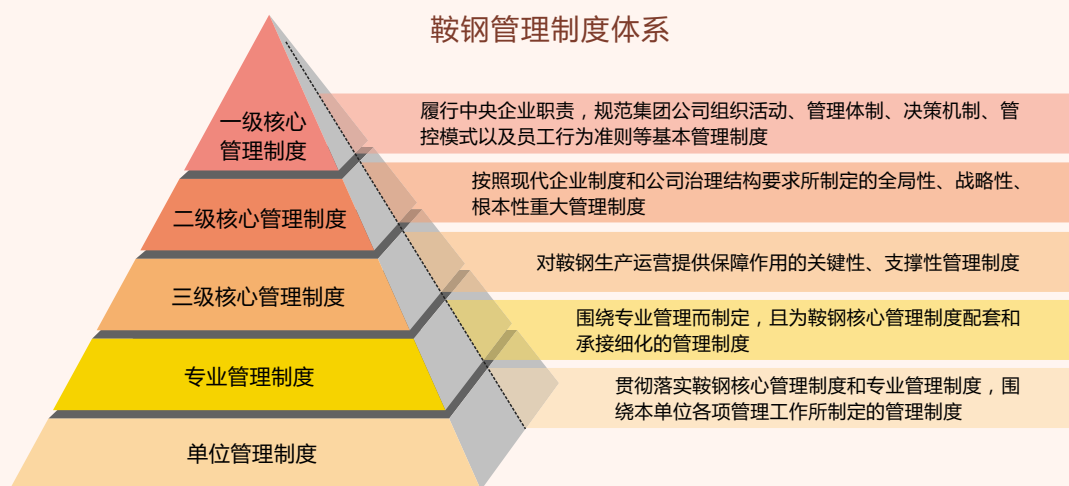 鞍钢管理制度体系
一级核心
管理制度
履行中央企业职责，规范集团公司组织活动、管理体制、决策机制、管
控模式以及员工行为准则等基本管理制度
二级核心管理制度
按照现代企业制度和公司治理结构要求所制定的全局性、战略性、
根本性重大管理制度
三级核心管理制度
对鞍钢生产运营提供保障作用的关键性、支撑性管理制度
专业管理制度
围绕专业管理而制定，且为鞍钢核心管理制度配套和
承接细化的管理制度
单位管理制度
贯彻落实鞍钢核心管理制度和专业管理制度，围
绕本单位各项管理工作所制定的管理制度